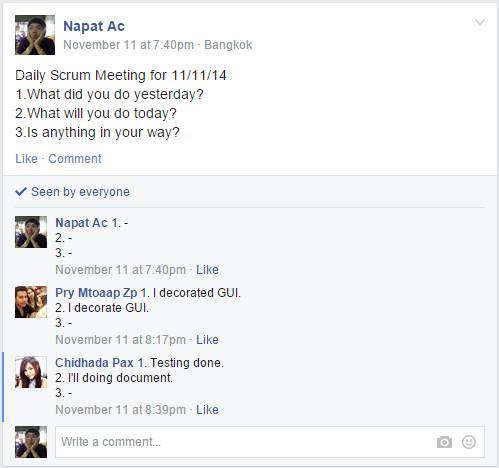 Napat Ac
November 11 at 7:40pm · Bangkok
Daily Scrum Meeting for 11/11/14
1.What did you do yesterday?
2.What will you do today?
3.Is anything in your way?
Like · Comment
Seen by everyone
Napat Ac 1. -
2. -
3. -
November 11 at 7:40pm · Like
Pry Mtoaap Zp 1. I decorated GUI.
2. I decorate GUI.
3. -
November 11 at 8:17pm · Like
Chidhada Pax 1. Testing done.
2. I'll doing document.
3. -
November 11 at 8:39pm · Like
Write a comment...